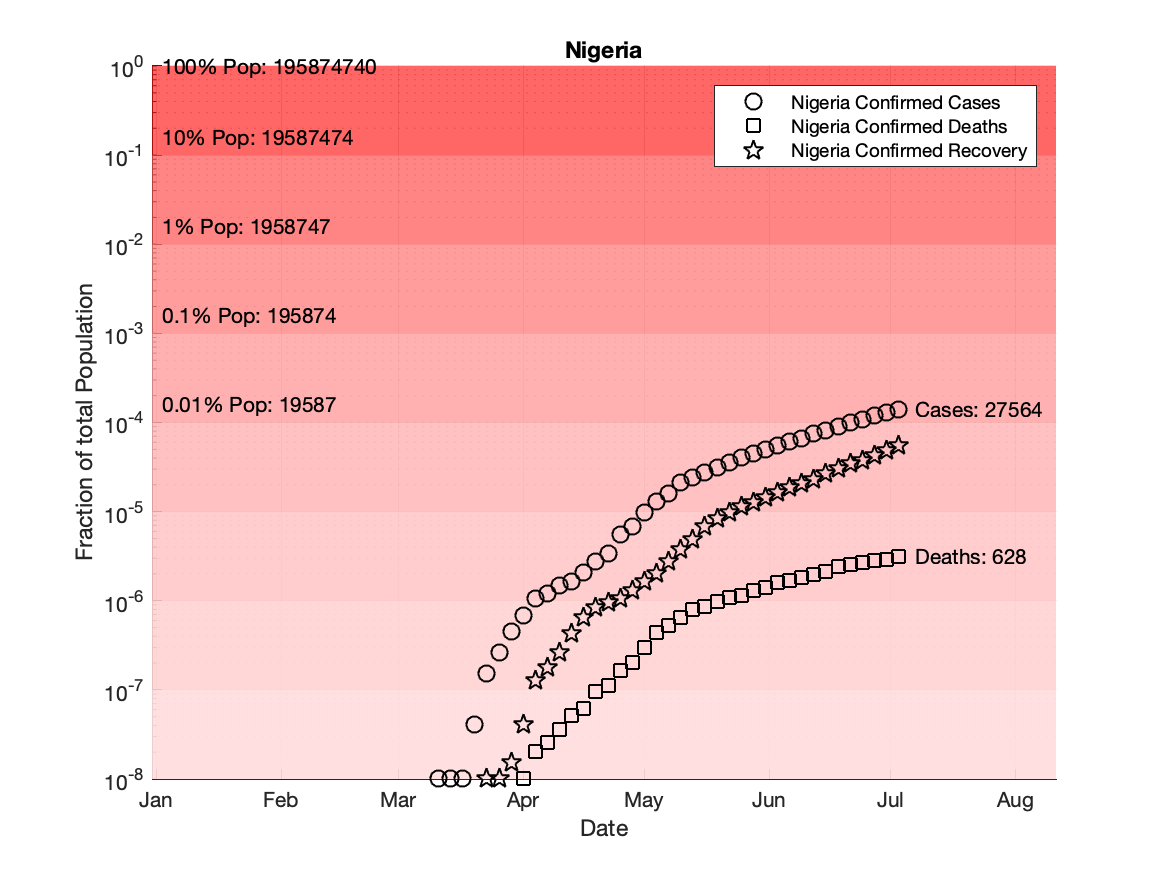 Nigeria
10^0
100% Pop: 195874740
Nigeria Confirmed Cases
Nigeria Confirmed Deaths
Nigeria Confirmed Recovery
10% Pop: 19587474
10^-1
1% Pop: 1958747
10^-2
0.1% Pop: 195874
10^-3
0.01% Pop: 19587
10^-4
Cases: 27564
10^-5
Deaths: 628
10^-6
10^-7
10^-8
Fraction of total Population
Jan Feb Mar Apr May Jun Jul Aug
Date